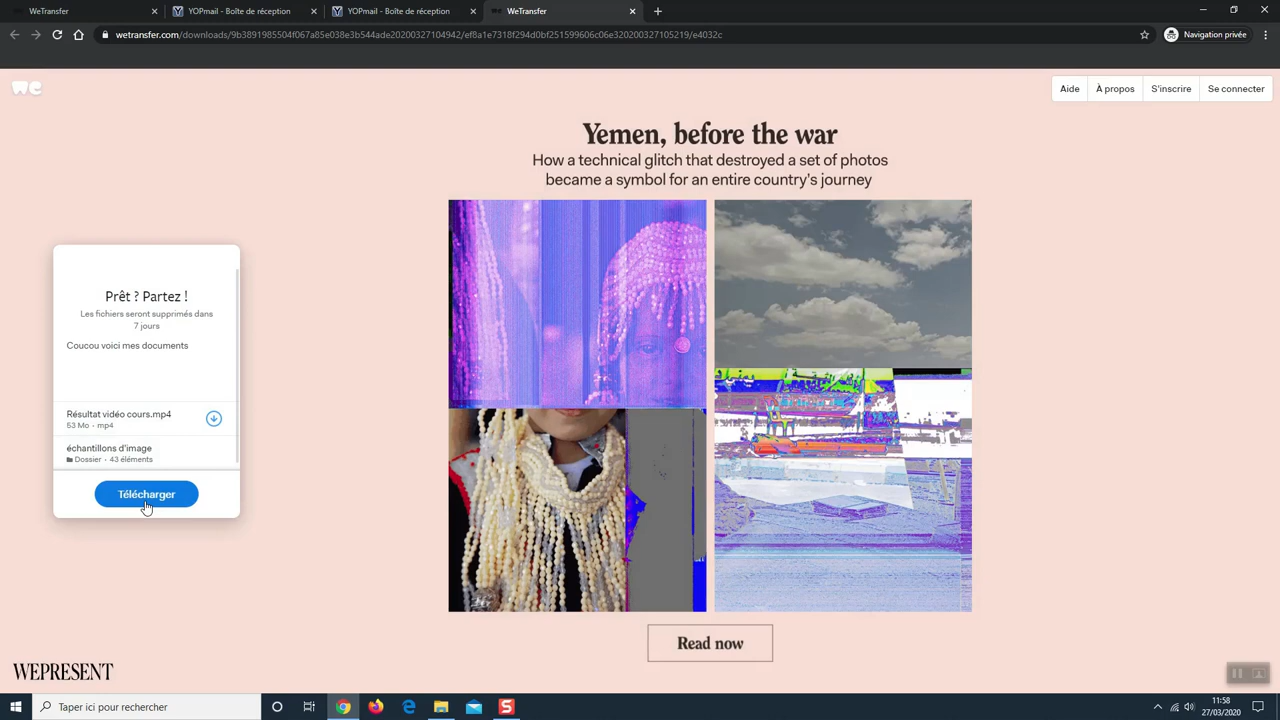 WeTransfer
YOPmail - Boîte de réception
YOPmail - Boîte de réception
WeTransfer
wetransfer.com/downloads/9b3891985504f067a85e038e3b544ade20200327104942/ef8a1e7318f294d0bf251599606c06e320200327105219/e4032c
Navigation privée
we
Aide
À propos
S'inscrire
Se connecter
Yemen, before the war
How a technical glitch that destroyed a set of photos
became a symbol for an entire country's journey
Prêt ? Partez !
Les fichiers seront supprimés dans
7 jours
Coucou voici mes documents
Résultat vidéo cours.mp4
53 Mo - mp4
échantillons d'image
Dossier - 43 éléments
Télécharger
Read now
WEPRESENT
Taper ici pour rechercher
11:58
27/03/2020